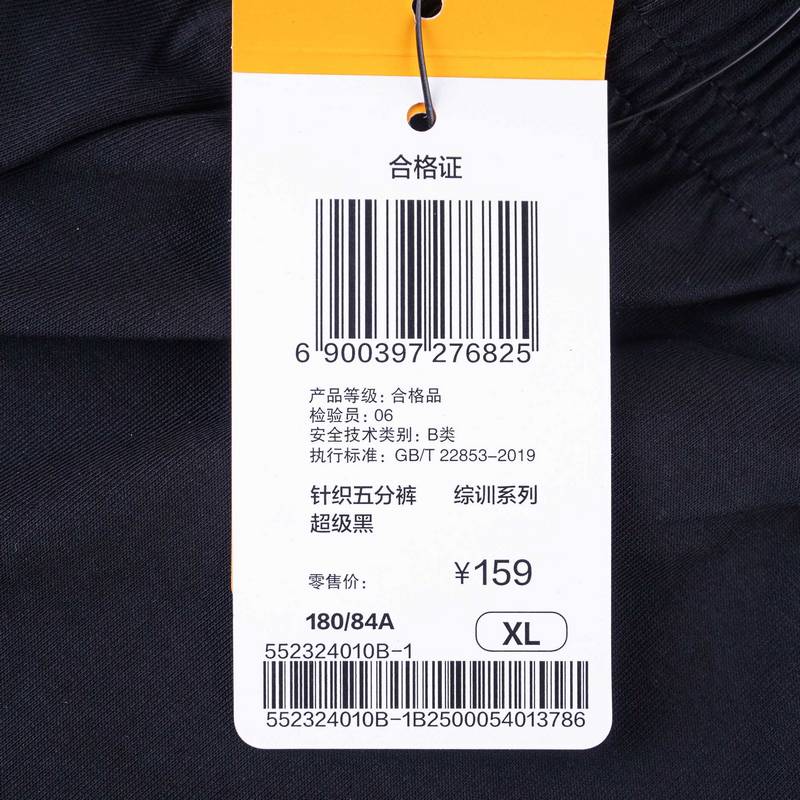 合格证
6 900397 276825
产品等级: 合格品
检验员: 06
安全技术类别: B类
执行标准: GB/T 22853-2019
针织五分裤 综训系列
超级黑
零售价: ¥159
180/84A XL
552324010B-1
552324010B-1B2500054013786